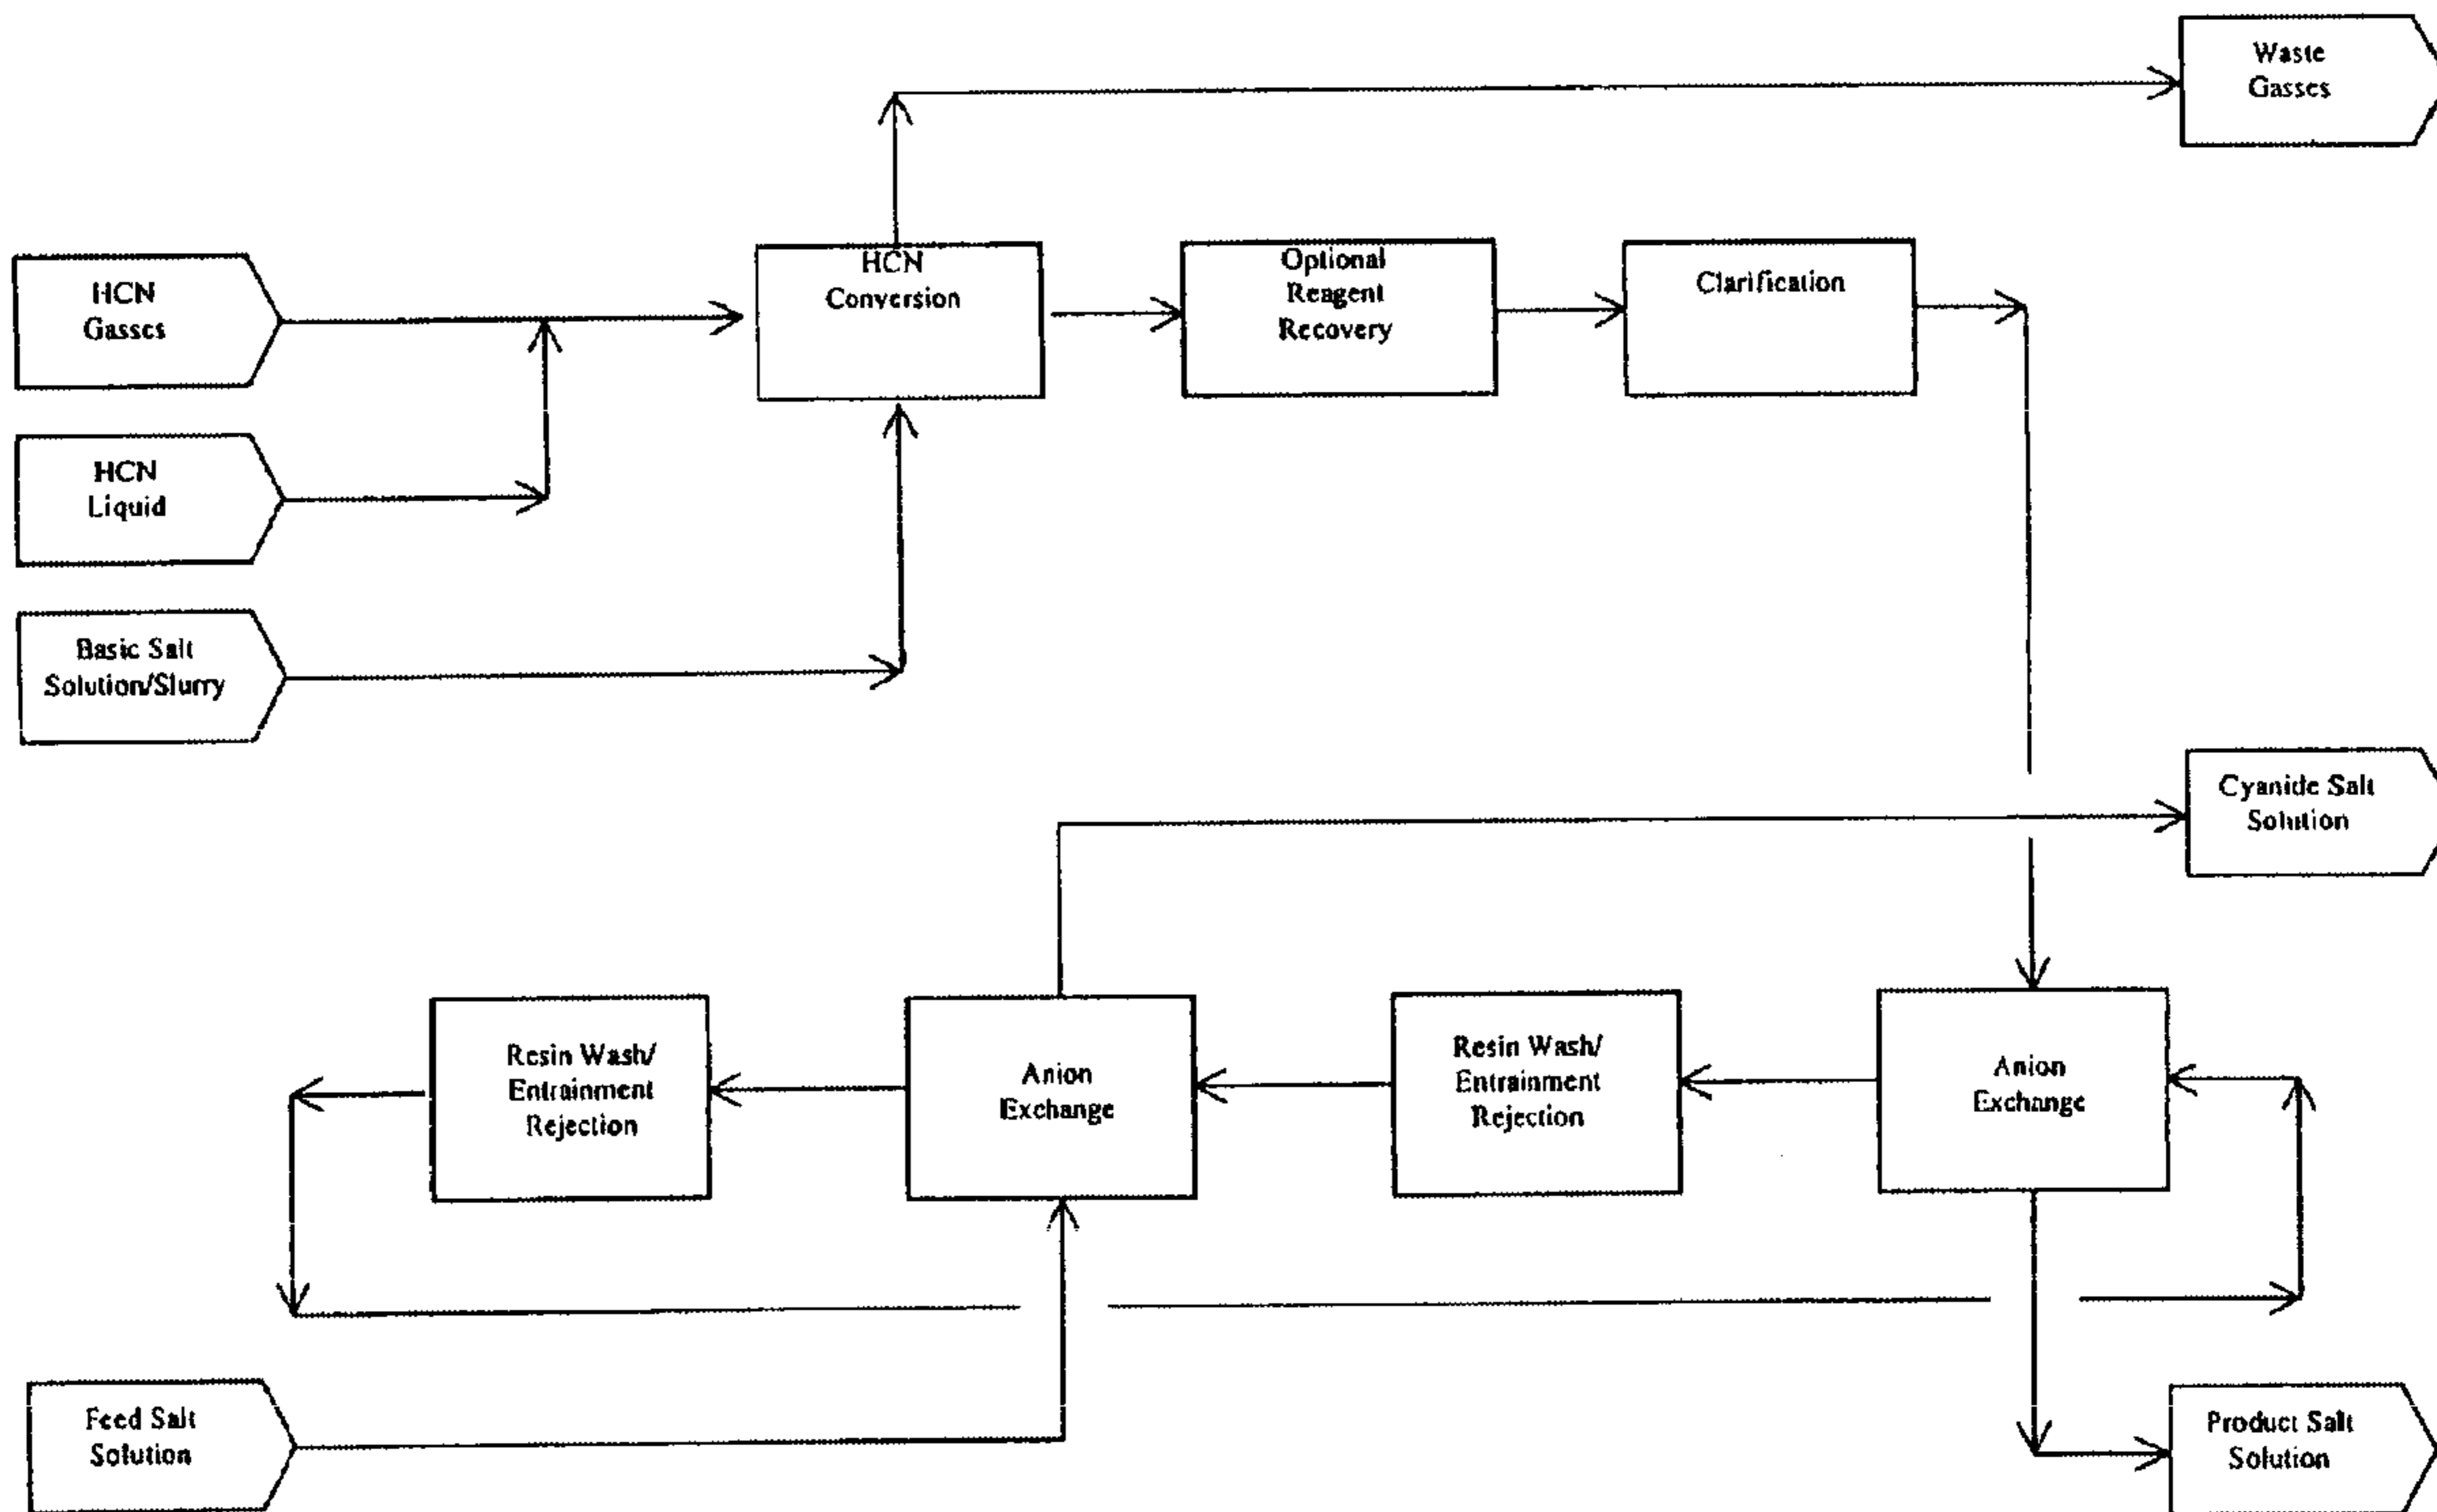 Waste
Gasses
HCN
Gasses
HCN
Conversion
Optional
Reagent
Recovery
Clarification
HCN
Liquid
Basic Salt
Solution/Slurry
Cyanide Salt
Solution
Resin Wash/
Entrainment
Rejection
Anion
Exchange
Resin Wash/
Entrainment
Rejection
Anion
Exchange
Feed Salt
Solution
Product Salt
Solution